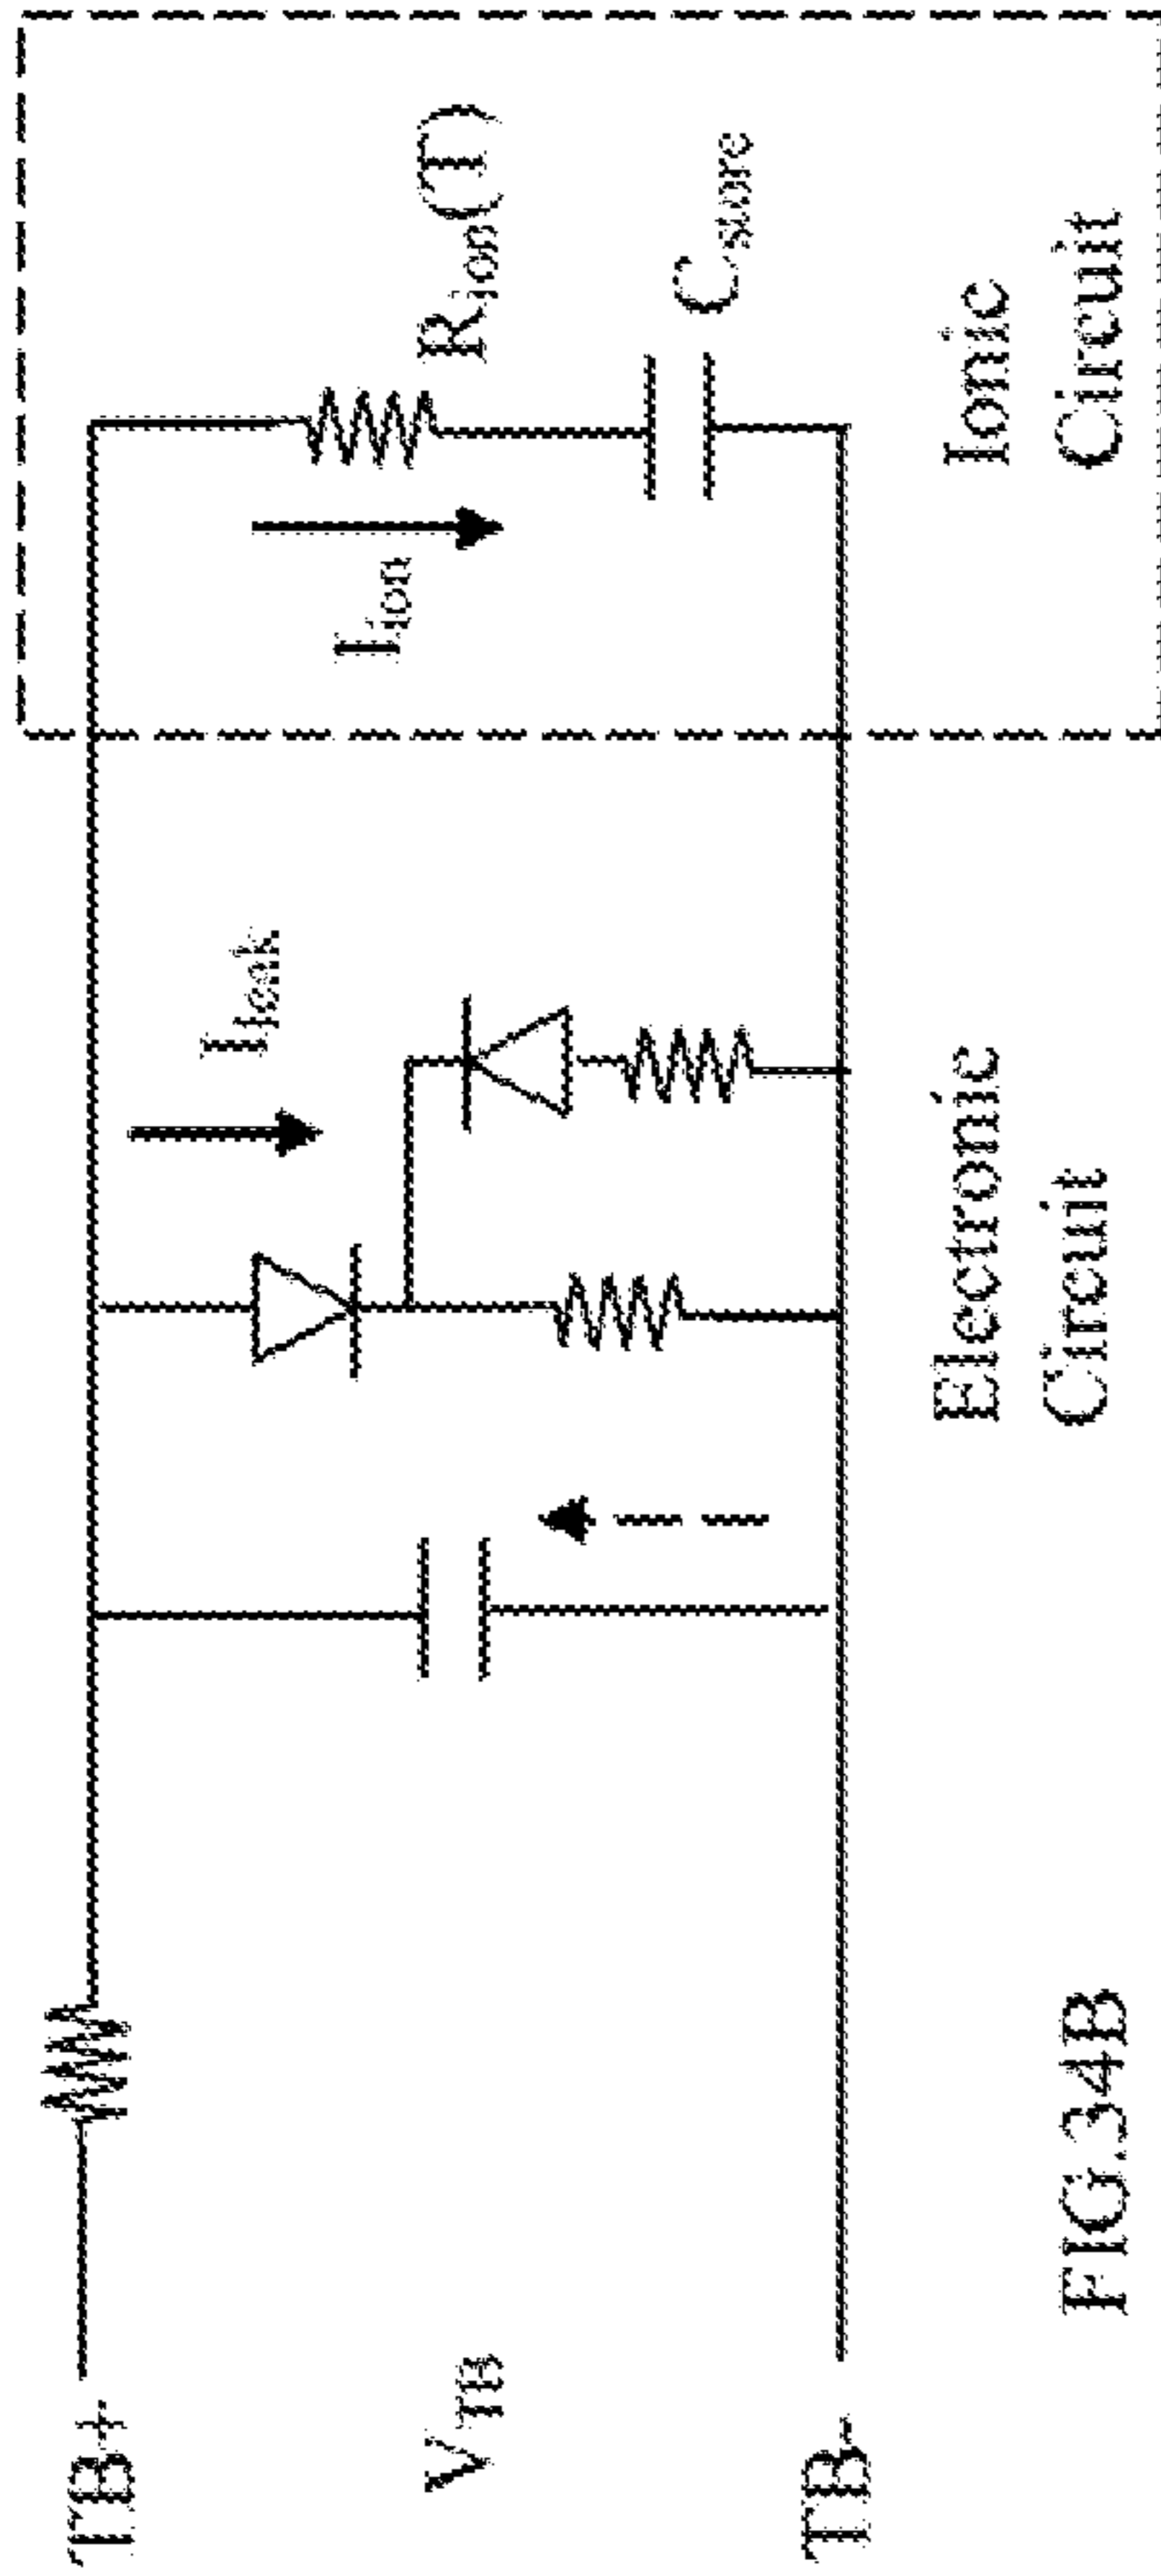 TB+
V_TB
TB-
I_leak
I_ion
R_ion(T)
C_store
Electronic
Circuit
Ionic
Circuit
FIG.34B